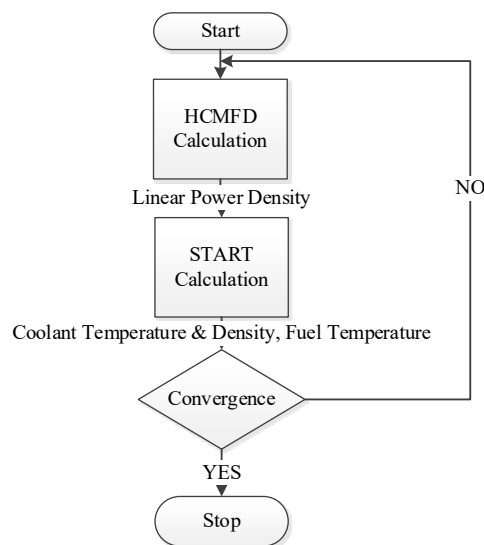 Start
HCMFD
Calculation
Linear Power Density
NO
START
Calculation
Coolant Temperature & Density, Fuel Temperature
Convergence
YES
Stop